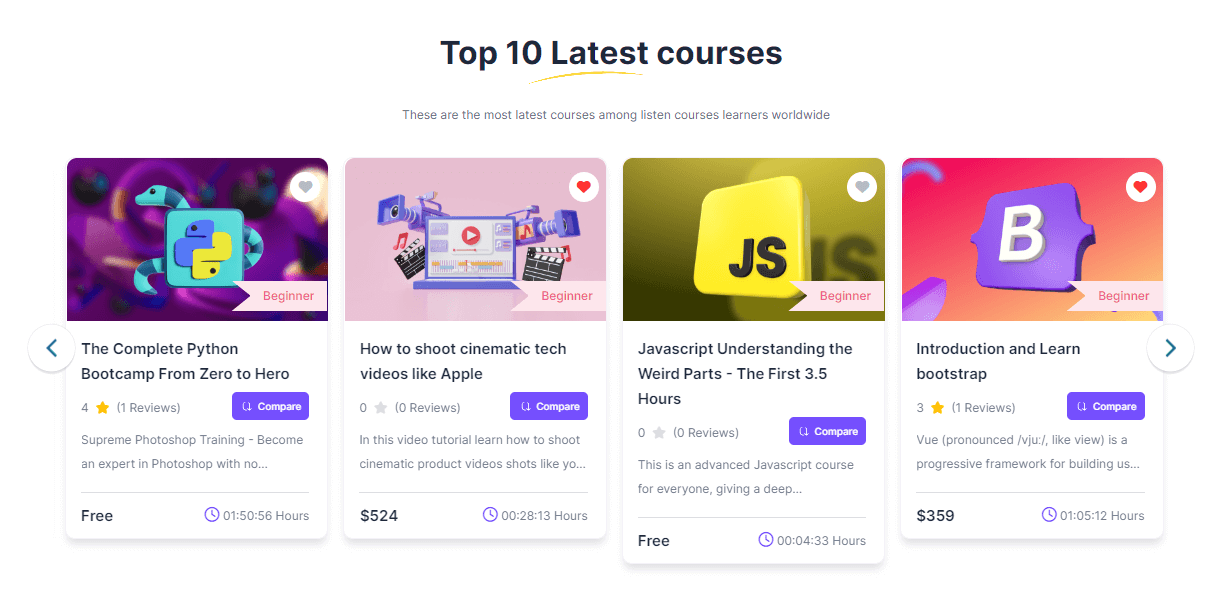 Top 10 Latest courses
These are the most latest courses among listen courses learners worldwide
Beginner
The Complete Python
Bootcamp From Zero to Hero
4 (1 Reviews)
Compare
Supreme Photoshop Training - Become
an expert in Photoshop with no...
Free
01:50:56 Hours
Beginner
How to shoot cinematic tech
videos like Apple
0 (0 Reviews)
Compare
In this video tutorial learn how to shoot
cinematic product videos shots like yo...
$524
00:28:13 Hours
JS
JS
Beginner
Javascript Understanding the
Weird Parts - The First 3.5
Hours
0 (0 Reviews)
Compare
This is an advanced Javascript course
for everyone, giving a deep...
Free
00:04:33 Hours
B
Beginner
Introduction and Learn
bootstrap
3 (1 Reviews)
Compare
Vue (pronounced /vjuː/, like view) is a
progressive framework for building us...
$359
01:05:12 Hours